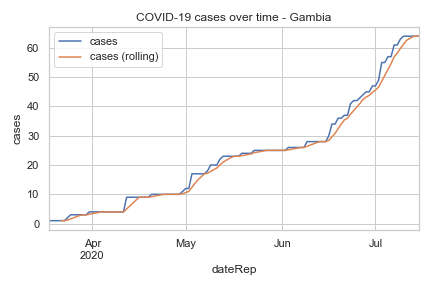 COVID-19 cases over time - Gambia
cases
cases (rolling)
60
50
40
30
20
10
0
cases
Apr
2020
May
Jun
Jul
dateRep